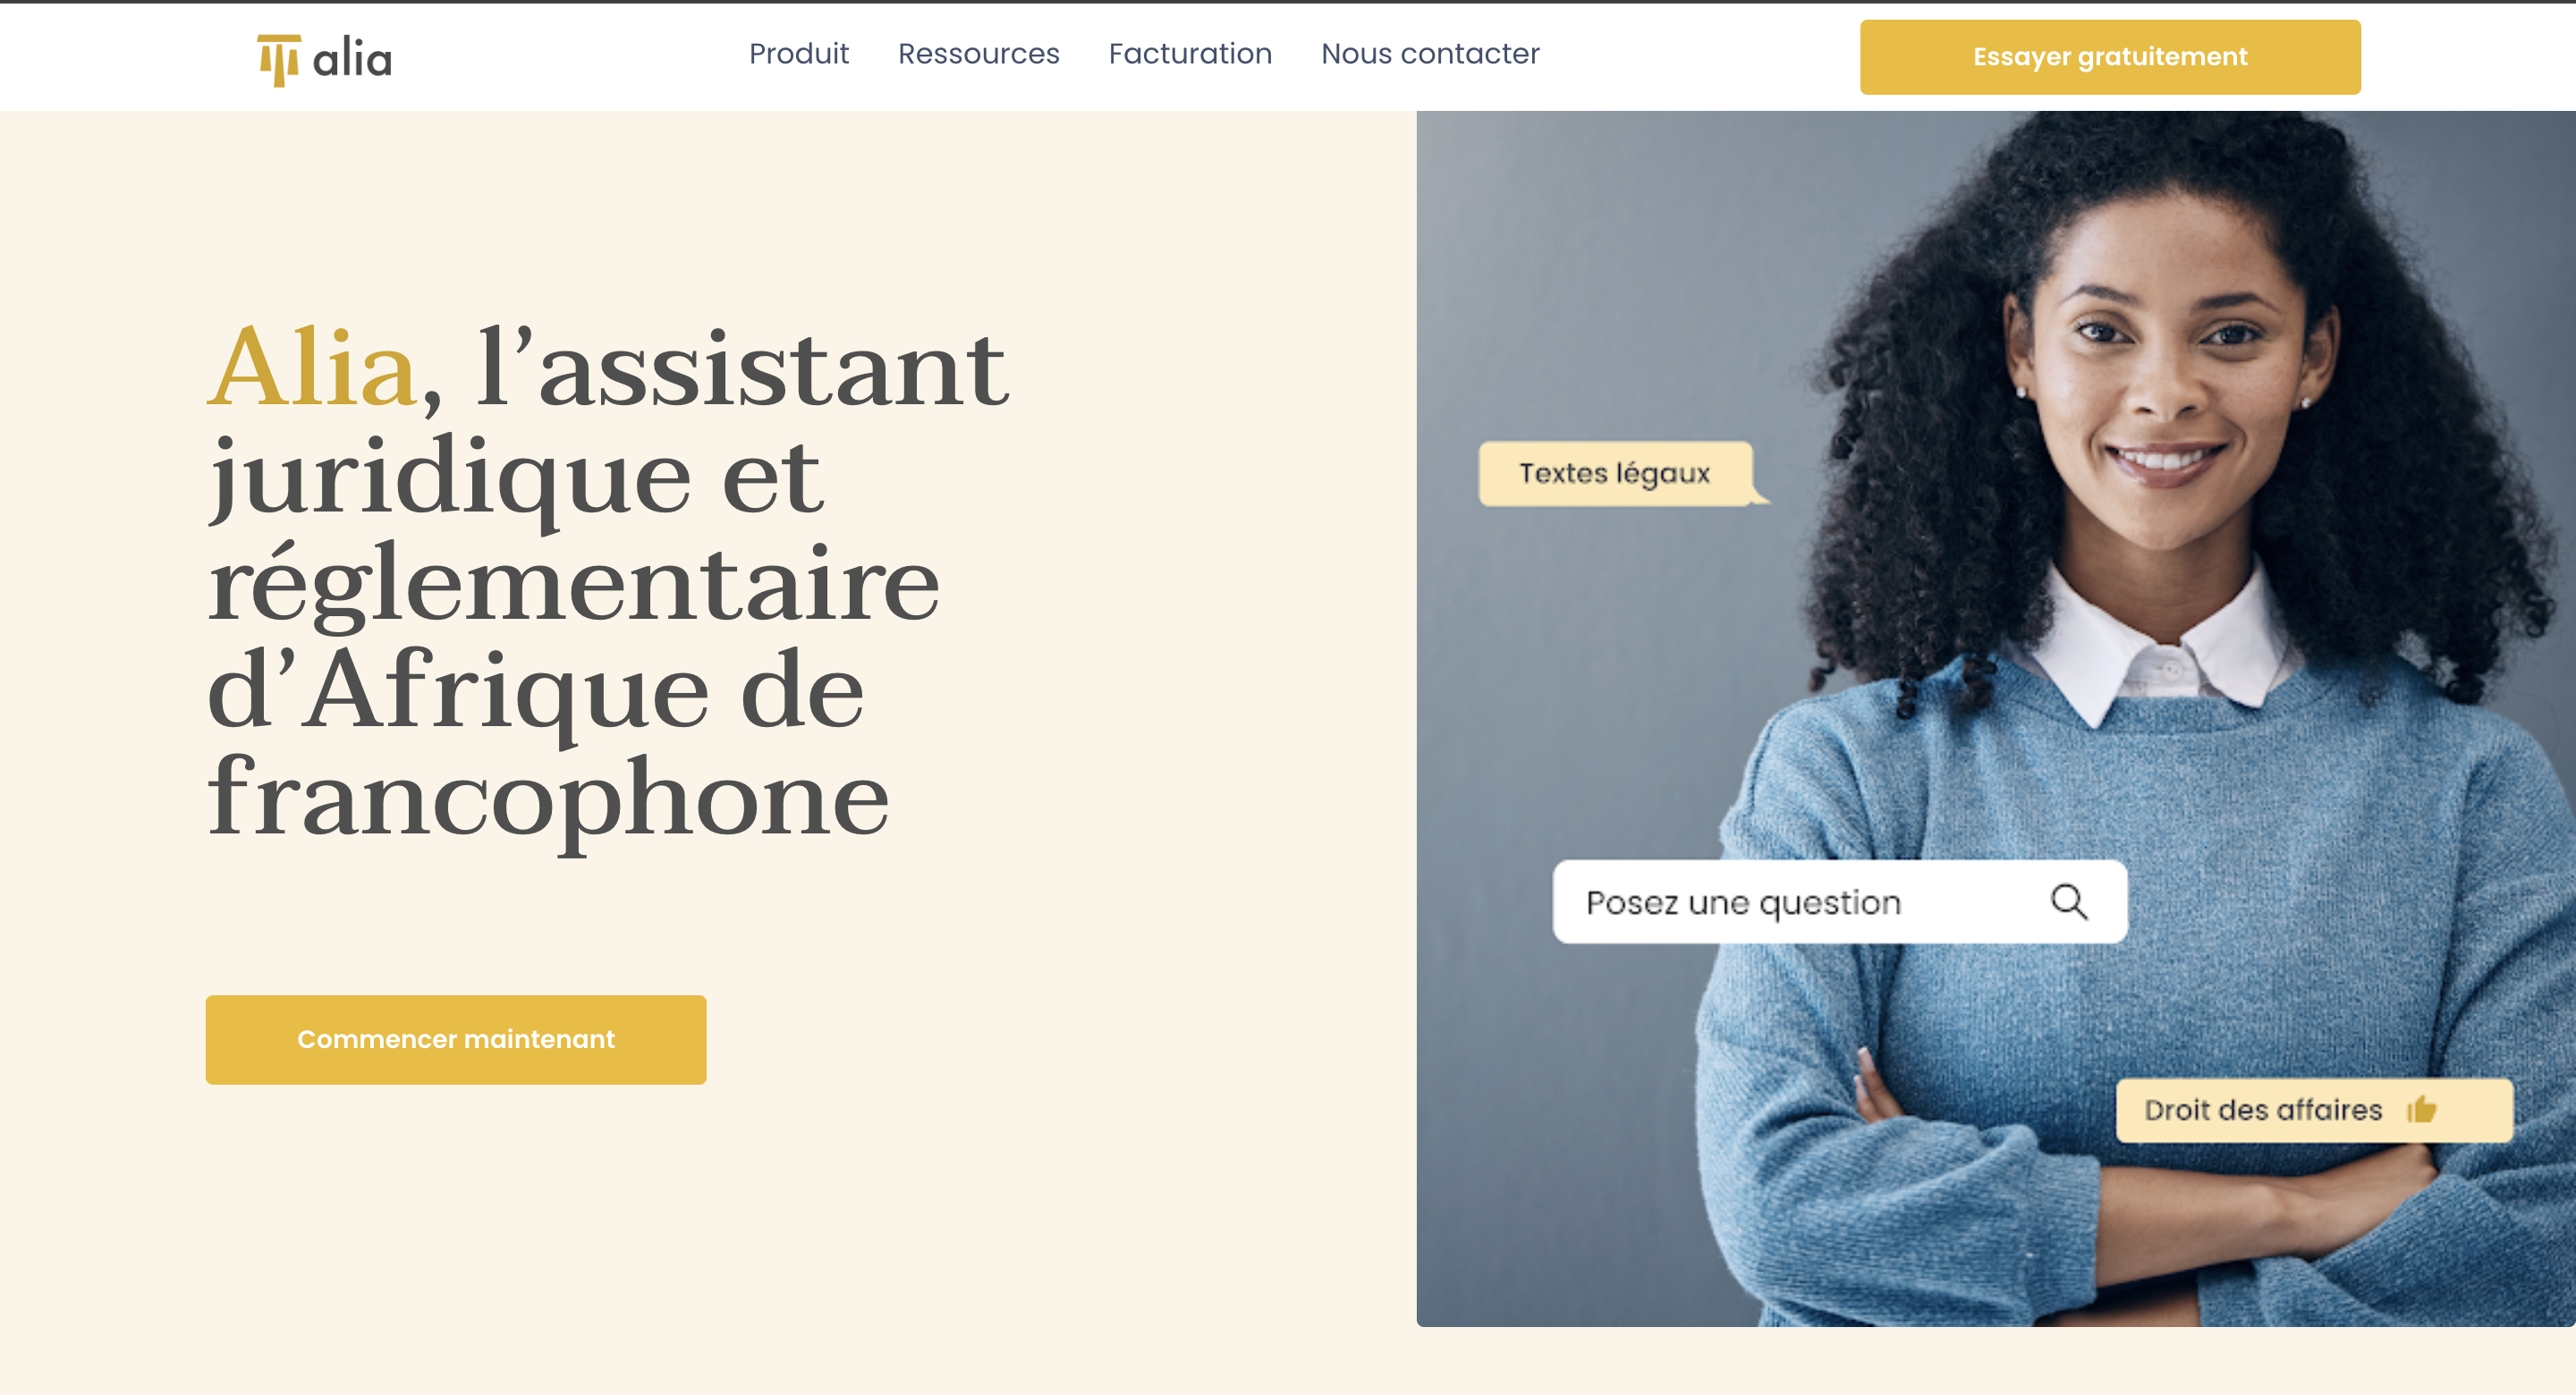 alia
Produit
Ressources
Facturation
Nous contacter
Essayer gratuitement
Alia, l’assistant
juridique et
réglementaire
d’Afrique de
francophone
Commencer maintenant
Textes légaux
Posez une question
Droit des affaires